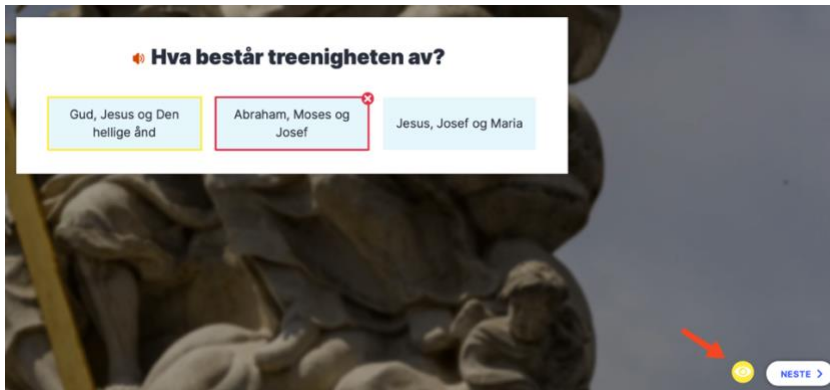 Hva består treenigheten av?
Gud, Jesus og Den
hellige ånd
Abraham, Moses og
Josef
Jesus, Josef og Maria
NESTE